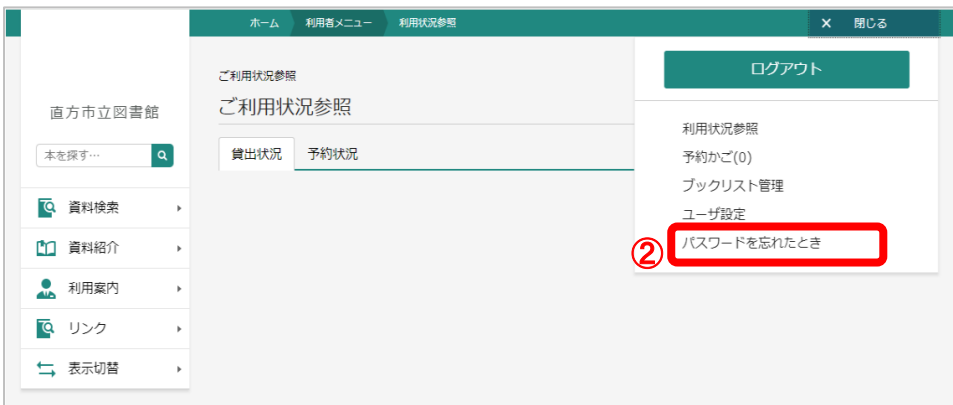 ホーム 利用者メニュー 利用状況参照 × 閉じる
直方市立図書館
本を探す…
資料検索
資料紹介
利用案内
リンク
表示切替
ご利用状況参照
ご利用状況参照
貸出状況 予約状況
ログアウト
利用状況参照
予約かご(0)
ブックリスト管理
ユーザ設定
② パスワードを忘れたとき